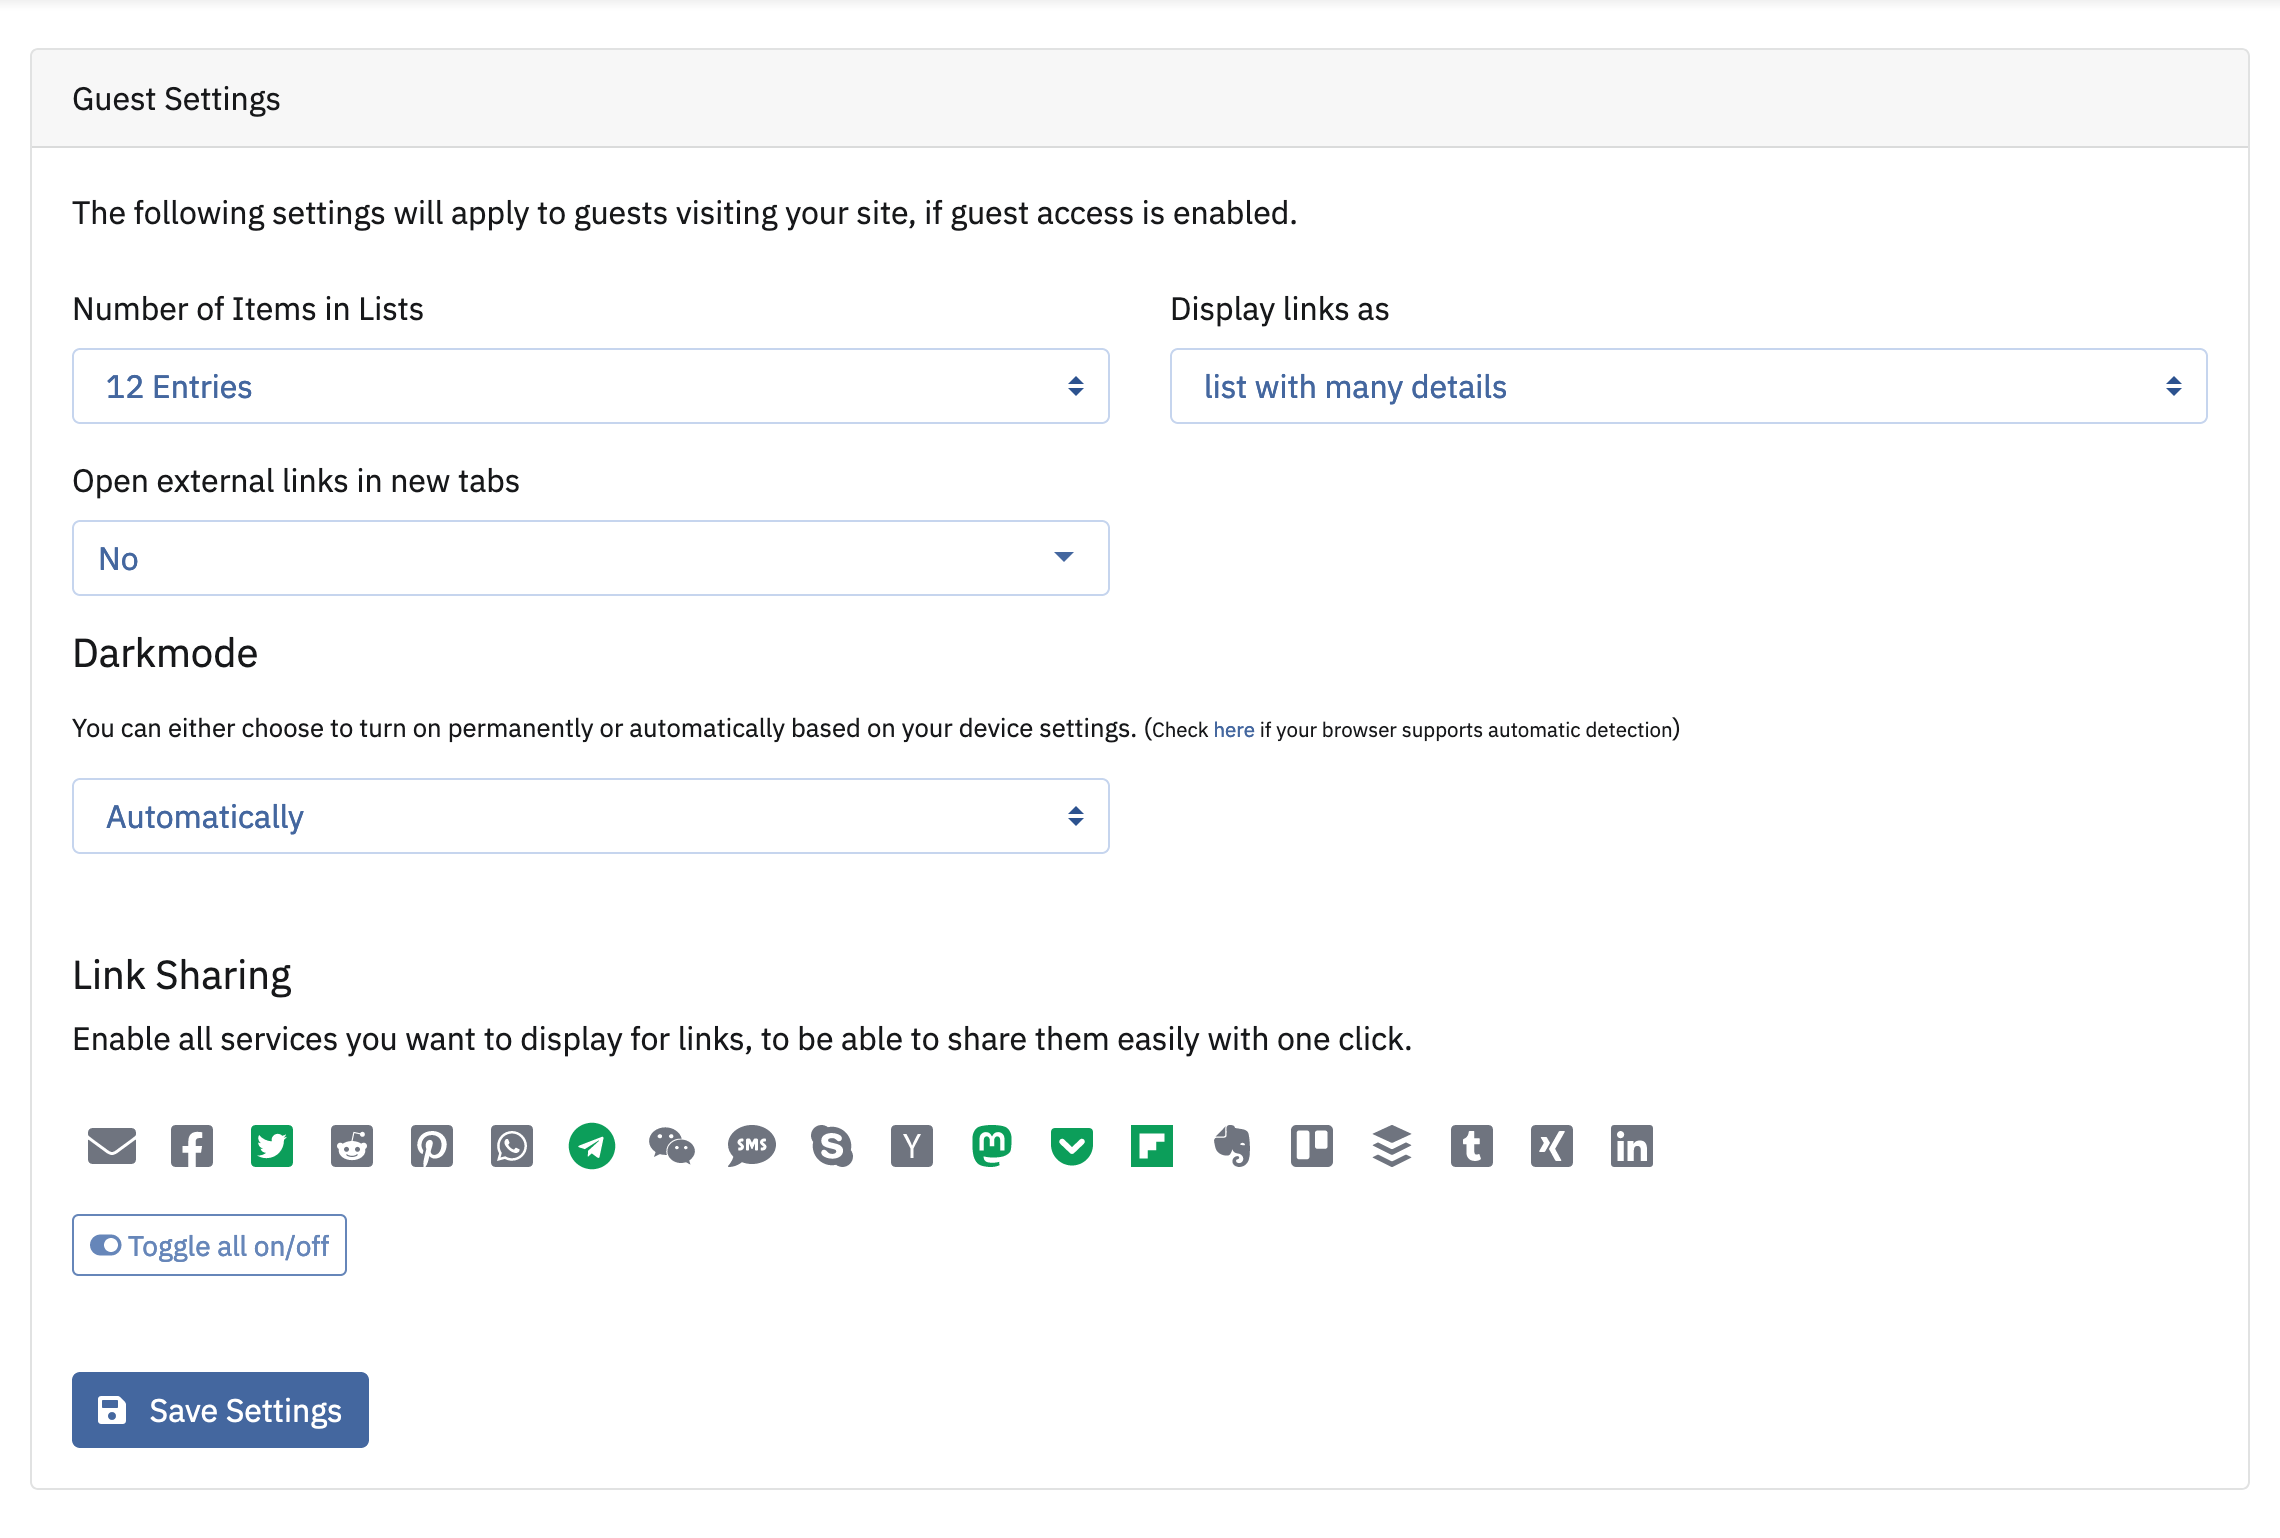 Guest Settings
The following settings will apply to guests visiting your site, if guest access is enabled.
Number of Items in Lists
Display links as
12 Entries
list with many details
Open external links in new tabs
No
Darkmode
You can either choose to turn on permanently or automatically based on your device settings. (Check here if your browser supports automatic detection)
Automatically
Link Sharing
Enable all services you want to display for links, to be able to share them easily with one click.
SMS
Toggle all on/off
Save Settings